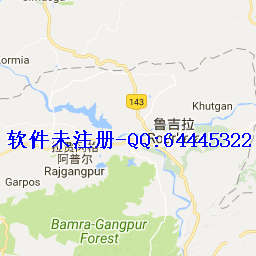 Kormia
143
鲁吉拉
Khutgan
软件未注册-QQ:64445322
阿普尔
Rajgangpur
Garpos
Bamra-Gangpur
Forest